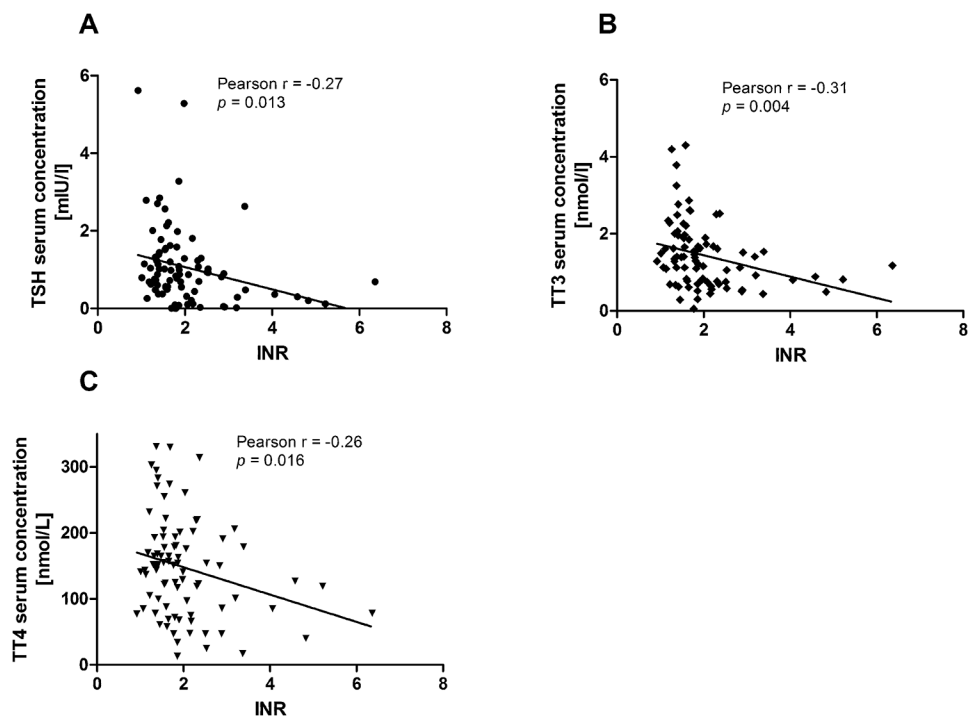 A
Pearson r = -0.27
p = 0.013
TSH serum concentration
[mIU/l]
6
4
2
0
0 2 4 6 8
INR
B
Pearson r = -0.31
p = 0.004
TT3 serum concentration
[nmol/l]
6
4
2
0
0 2 4 6 8
INR
C
Pearson r = -0.26
p = 0.016
TT4 serum concentration
[nmol/L]
300
200
100
0
0 2 4 6 8
INR